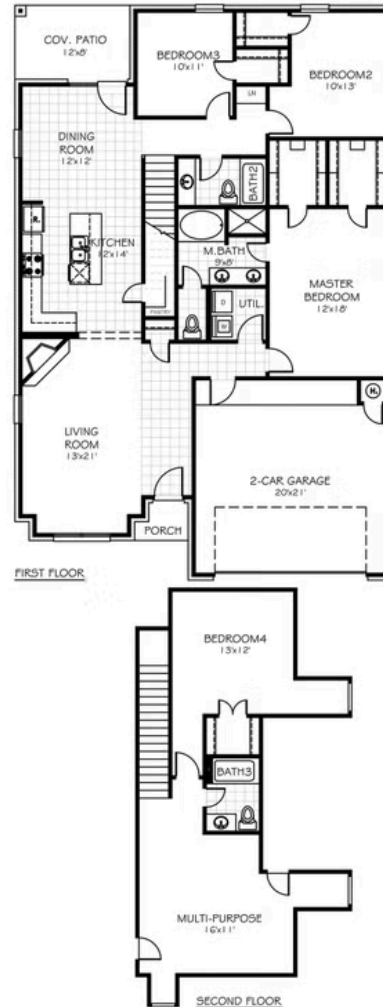 COV. PATIO
12'x8'
BEDROOM3
10'x11'
BEDROOM2
10'x13'
LN
DINING
ROOM
12'x12'
BATH2
R.
KITCHEN
12'x14'
M.BATH
9'x8'
D
UTIL.
W
MASTER
BEDROOM
12'x18'
PANTRY
H.
LIVING
ROOM
13'x21'
2-CAR GARAGE
20'x21'
PORCH
FIRST FLOOR
BEDROOM4
13'x12'
BATH3
MULTI-PURPOSE
16'x11'
SECOND FLOOR